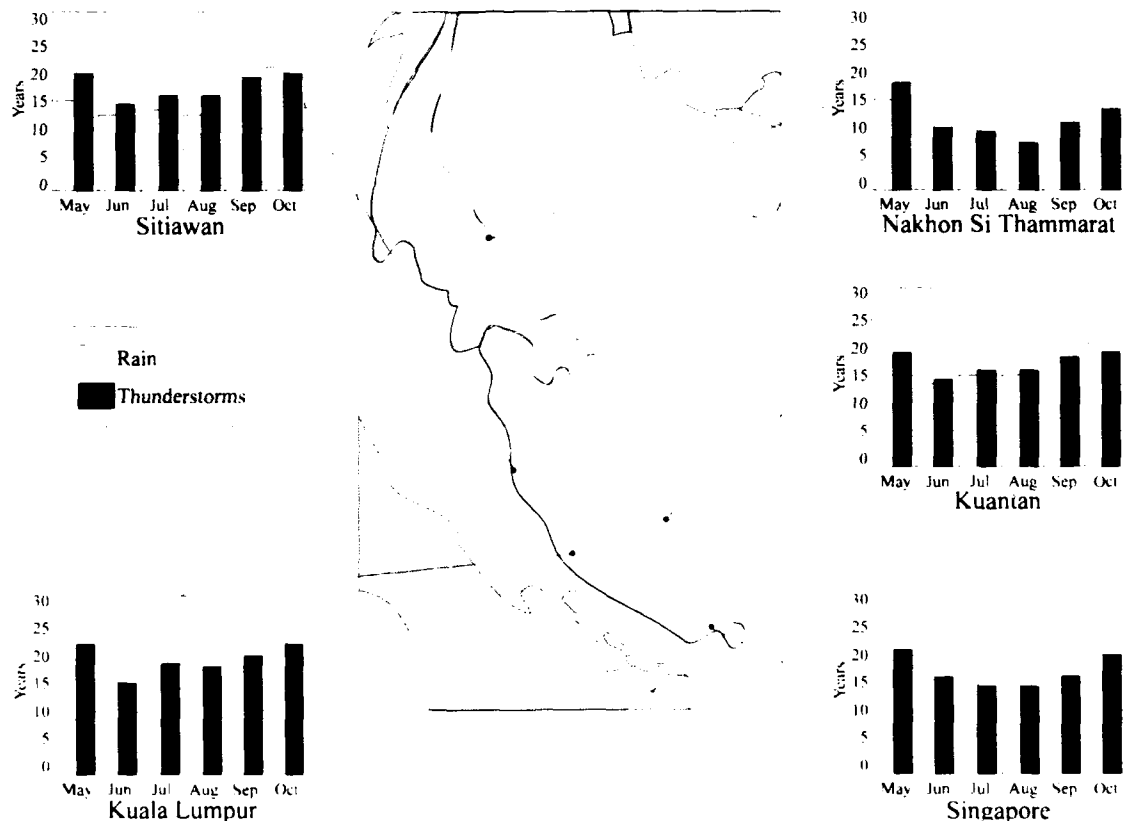 30
25
20
15
10
5
0
Years
May Jun Jul Aug Sep Oct
Sitiawan
30
25
20
15
10
5
0
Years
May Jun Jul Aug Sep Oct
Nakhon Si Thammarat
Rain
Thunderstorms
30
25
20
15
10
5
0
Years
May Jun Jul Aug Sep Oct
Kuantan
30
25
20
15
10
5
0
Years
May Jun Jul Aug Sep Oct
Kuala Lumpur
30
25
20
15
10
5
0
Years
May Jun Jul Aug Sep Oct
Singapore